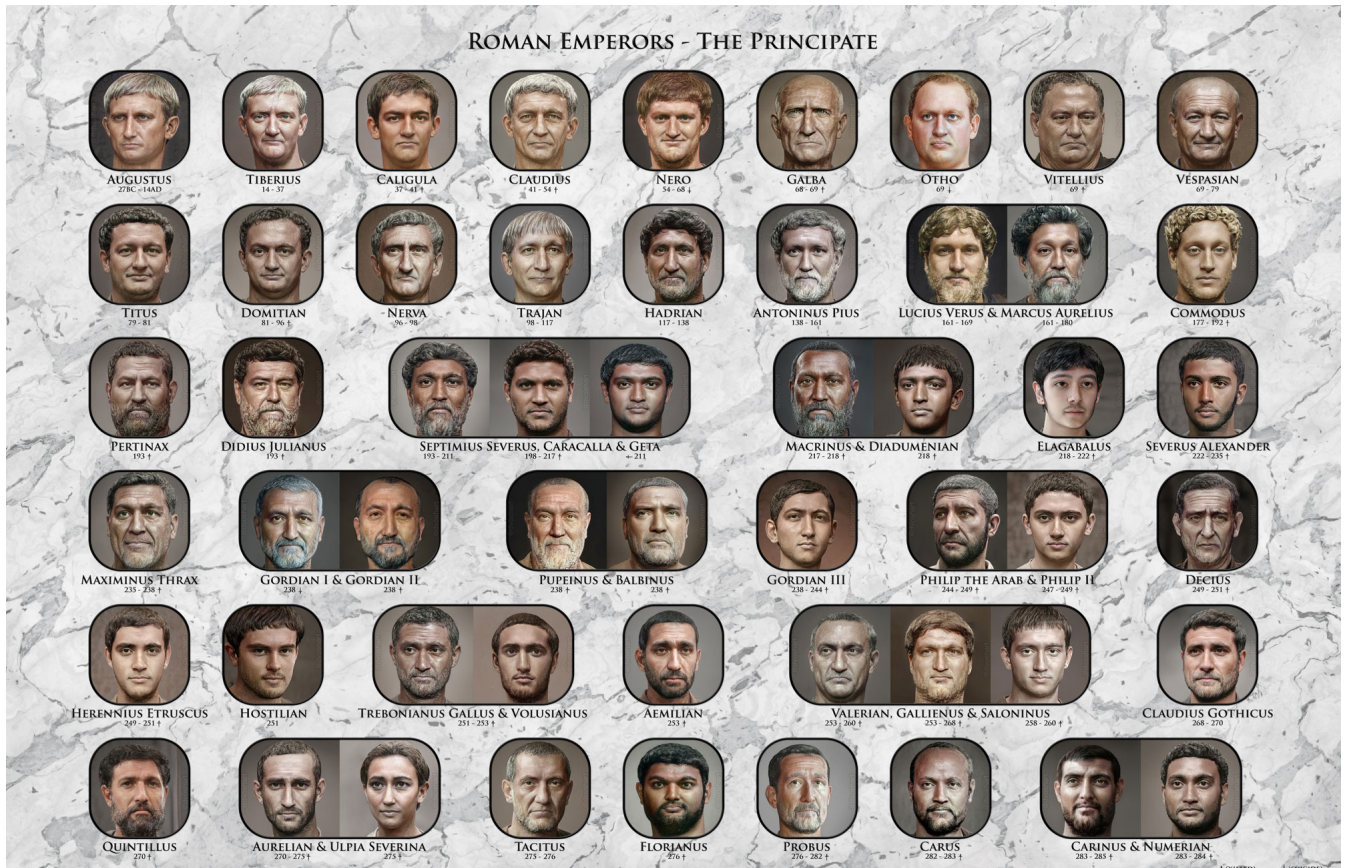 ROMAN EMPERORS - THE PRINCIPATE
AUGUSTUS TIBERIUS CALIGULA CLAUDIUS NERO GALBA OTHO VITELLIUS VESPASIAN
27BC - 14AD 14 - 37 37 - 41 † 41 - 54 † 54 - 68 ↓ 68 - 69 † 69 ↓ 69 † 69 - 79
TITUS DOMITIAN NERVA TRAJAN HADRIAN ANTONINUS PIUS LUCIUS VERUS & MARCUS AURELIUS COMMODUS
79 - 81 81 - 96 † 96 - 98 98 - 117 117 - 138 138 - 161 161 - 169 161 - 180 177 - 192 †
PERTINAX DIDIUS JULIANUS SEPTIMIUS SEVERUS, CARACALLA & GETA MACRINUS & DIADUMENIAN ELAGABALUS SEVERUS ALEXANDER
193 † 193 † 193 - 211 198 - 217 † - 211 217 - 218 † 218 † 218 - 222 † 222 - 235 †
MAXIMINUS THRAX GORDIAN I & GORDIAN II PUPEINUS & BALBINUS GORDIAN III PHILIP THE ARAB & PHILIP II DECIUS
235 - 238 † 238 ↓ 238 † 238 † 238 † 238 - 244 † 244 - 249 † 247 - 249 † 249 - 251 †
HERENNIUS ETRUSCUS HOSTILIAN TREBONIANUS GALLUS & VOLUSIANUS AEMILIAN VALERIAN, GALLIENUS & SALONINUS CLAUDIUS GOTHICUS
249 - 251 † 251 251 - 253 † 253 † 253 - 260 † 253 - 268 † 258 - 260 † 268 - 270
QUINTILLUS AURELIAN & ULPIA SEVERINA TACITUS FLORIANUS PROBUS CARUS CARINUS & NUMERIAN
270 † 270 - 275 † 275 † 275 - 276 276 † 276 - 282 † 282 - 283 † 283 - 285 † 283 - 284 †